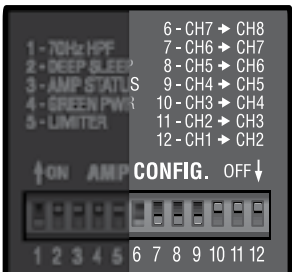 6 - CH7 ➔ CH8
1 - 70Hz HPF 7 - CH6 ➔ CH7
2 - DEEP SLEEP 8 - CH5 ➔ CH6
3 - AMP STATUS 9 - CH4 ➔ CH5
4 - GREEN PWR 10 - CH3 ➔ CH4
5 - LIMITER 11 - CH2 ➔ CH3
12 - CH1 ➔ CH2
↑ON AMP CONFIG. OFF↓
1 2 3 4 5 6 7 8 9 10 11 12